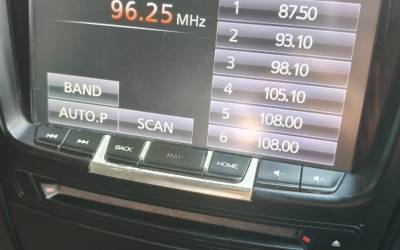 96.25 MHz
1 87.50
2 93.10
3 98.10
4 105.10
5 108.00
6 108.00
BAND
AUTO.P SCAN
BACK MAP HOME